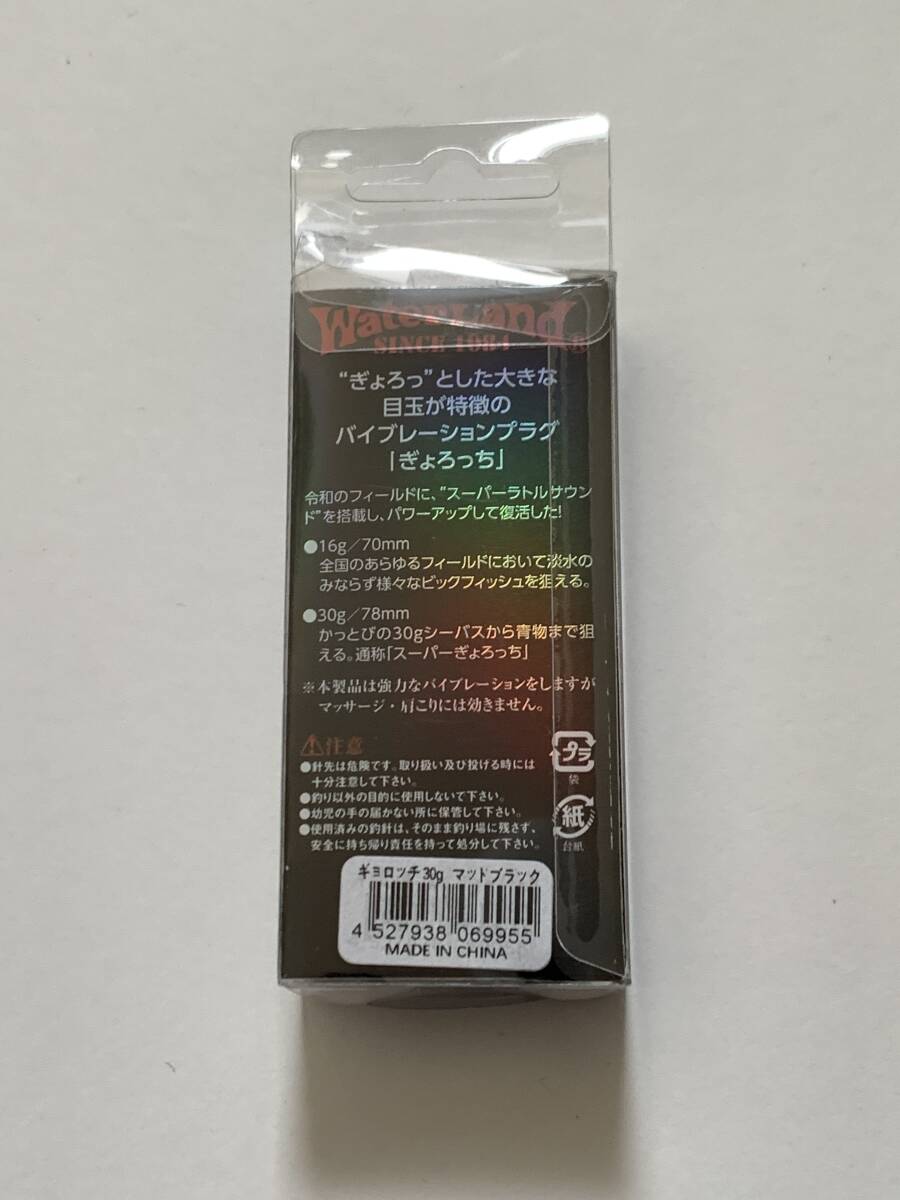 WaterLand®
SINCE 1984
“ぎょろっ”とした大きな
目玉が特徴の
バイブレーションプラグ
「ぎょろっち」
令和のフィールドに、“スーパーラトルサウン
ド”を搭載し、パワーアップして復活した!
●16g/70mm
全国のあらゆるフィールドにおいて淡水の
みならず様々なビックフィッシュを狙える。
●30g/78mm
かっとびの30gシーバスから青物まで狙
える。通称「スーパーぎょろっち」
※本製品は強力なバイブレーションをしますが
マッサージ・肩こりには効きません。
⚠注意
●針先は危険です。取り扱い及び投げる時には
十分注意して下さい。
●釣り以外の目的に使用しないで下さい。
●幼児の手の届かない所に保管して下さい。
●使用済みの釣針は、そのまま釣り場に残さず、
安全に持ち帰り責任を持って処分して下さい。
プラ
袋
紙
台紙
ギョロッチ30g マッドブラック
4 527938 069955
MADE IN CHINA